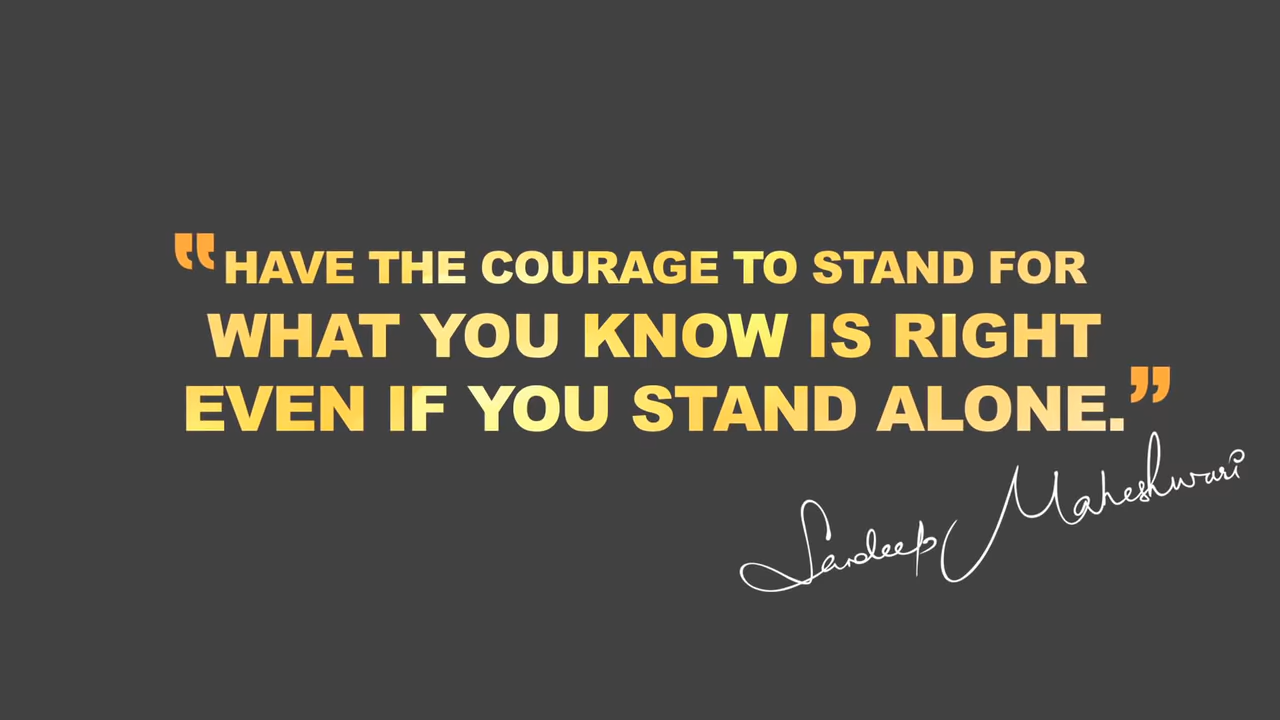 “HAVE THE COURAGE TO STAND FOR
WHAT YOU KNOW IS RIGHT
EVEN IF YOU STAND ALONE.”
Sandeep Maheshwari